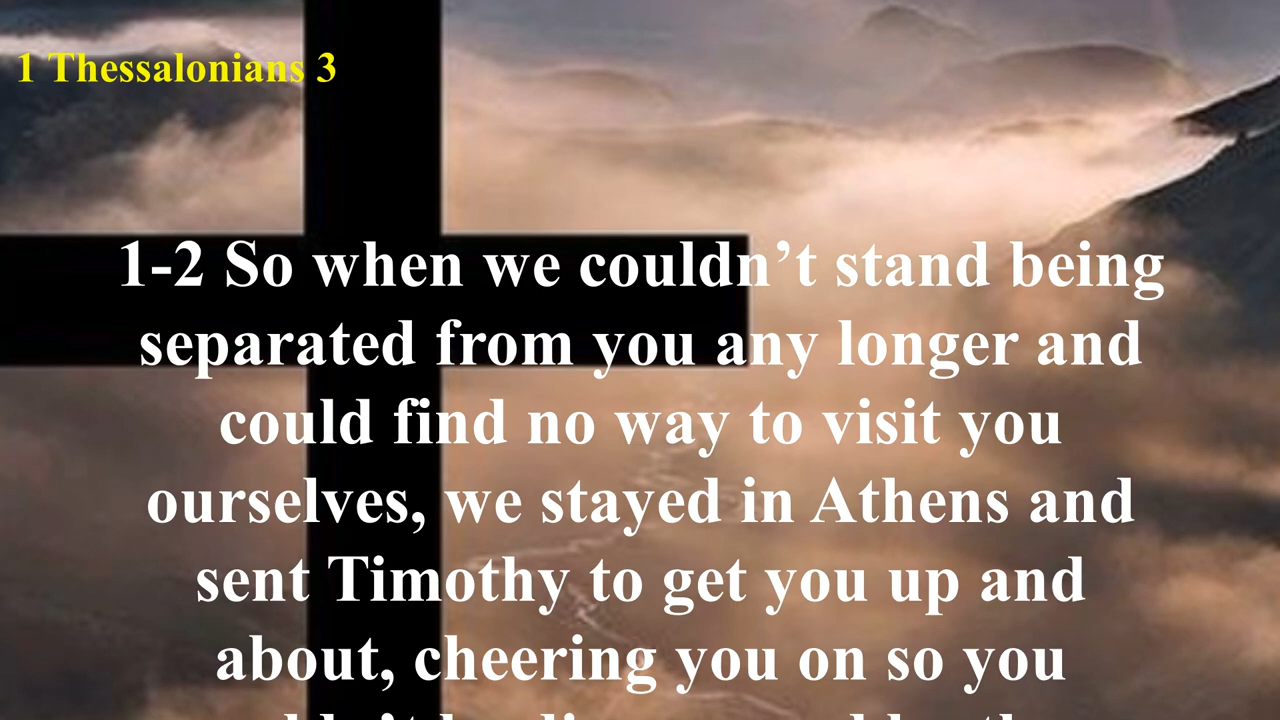 1 Thessalonians 3
1-2 So when we couldn’t stand being
separated from you any longer and
could find no way to visit you
ourselves, we stayed in Athens and
sent Timothy to get you up and
about, cheering you on so you